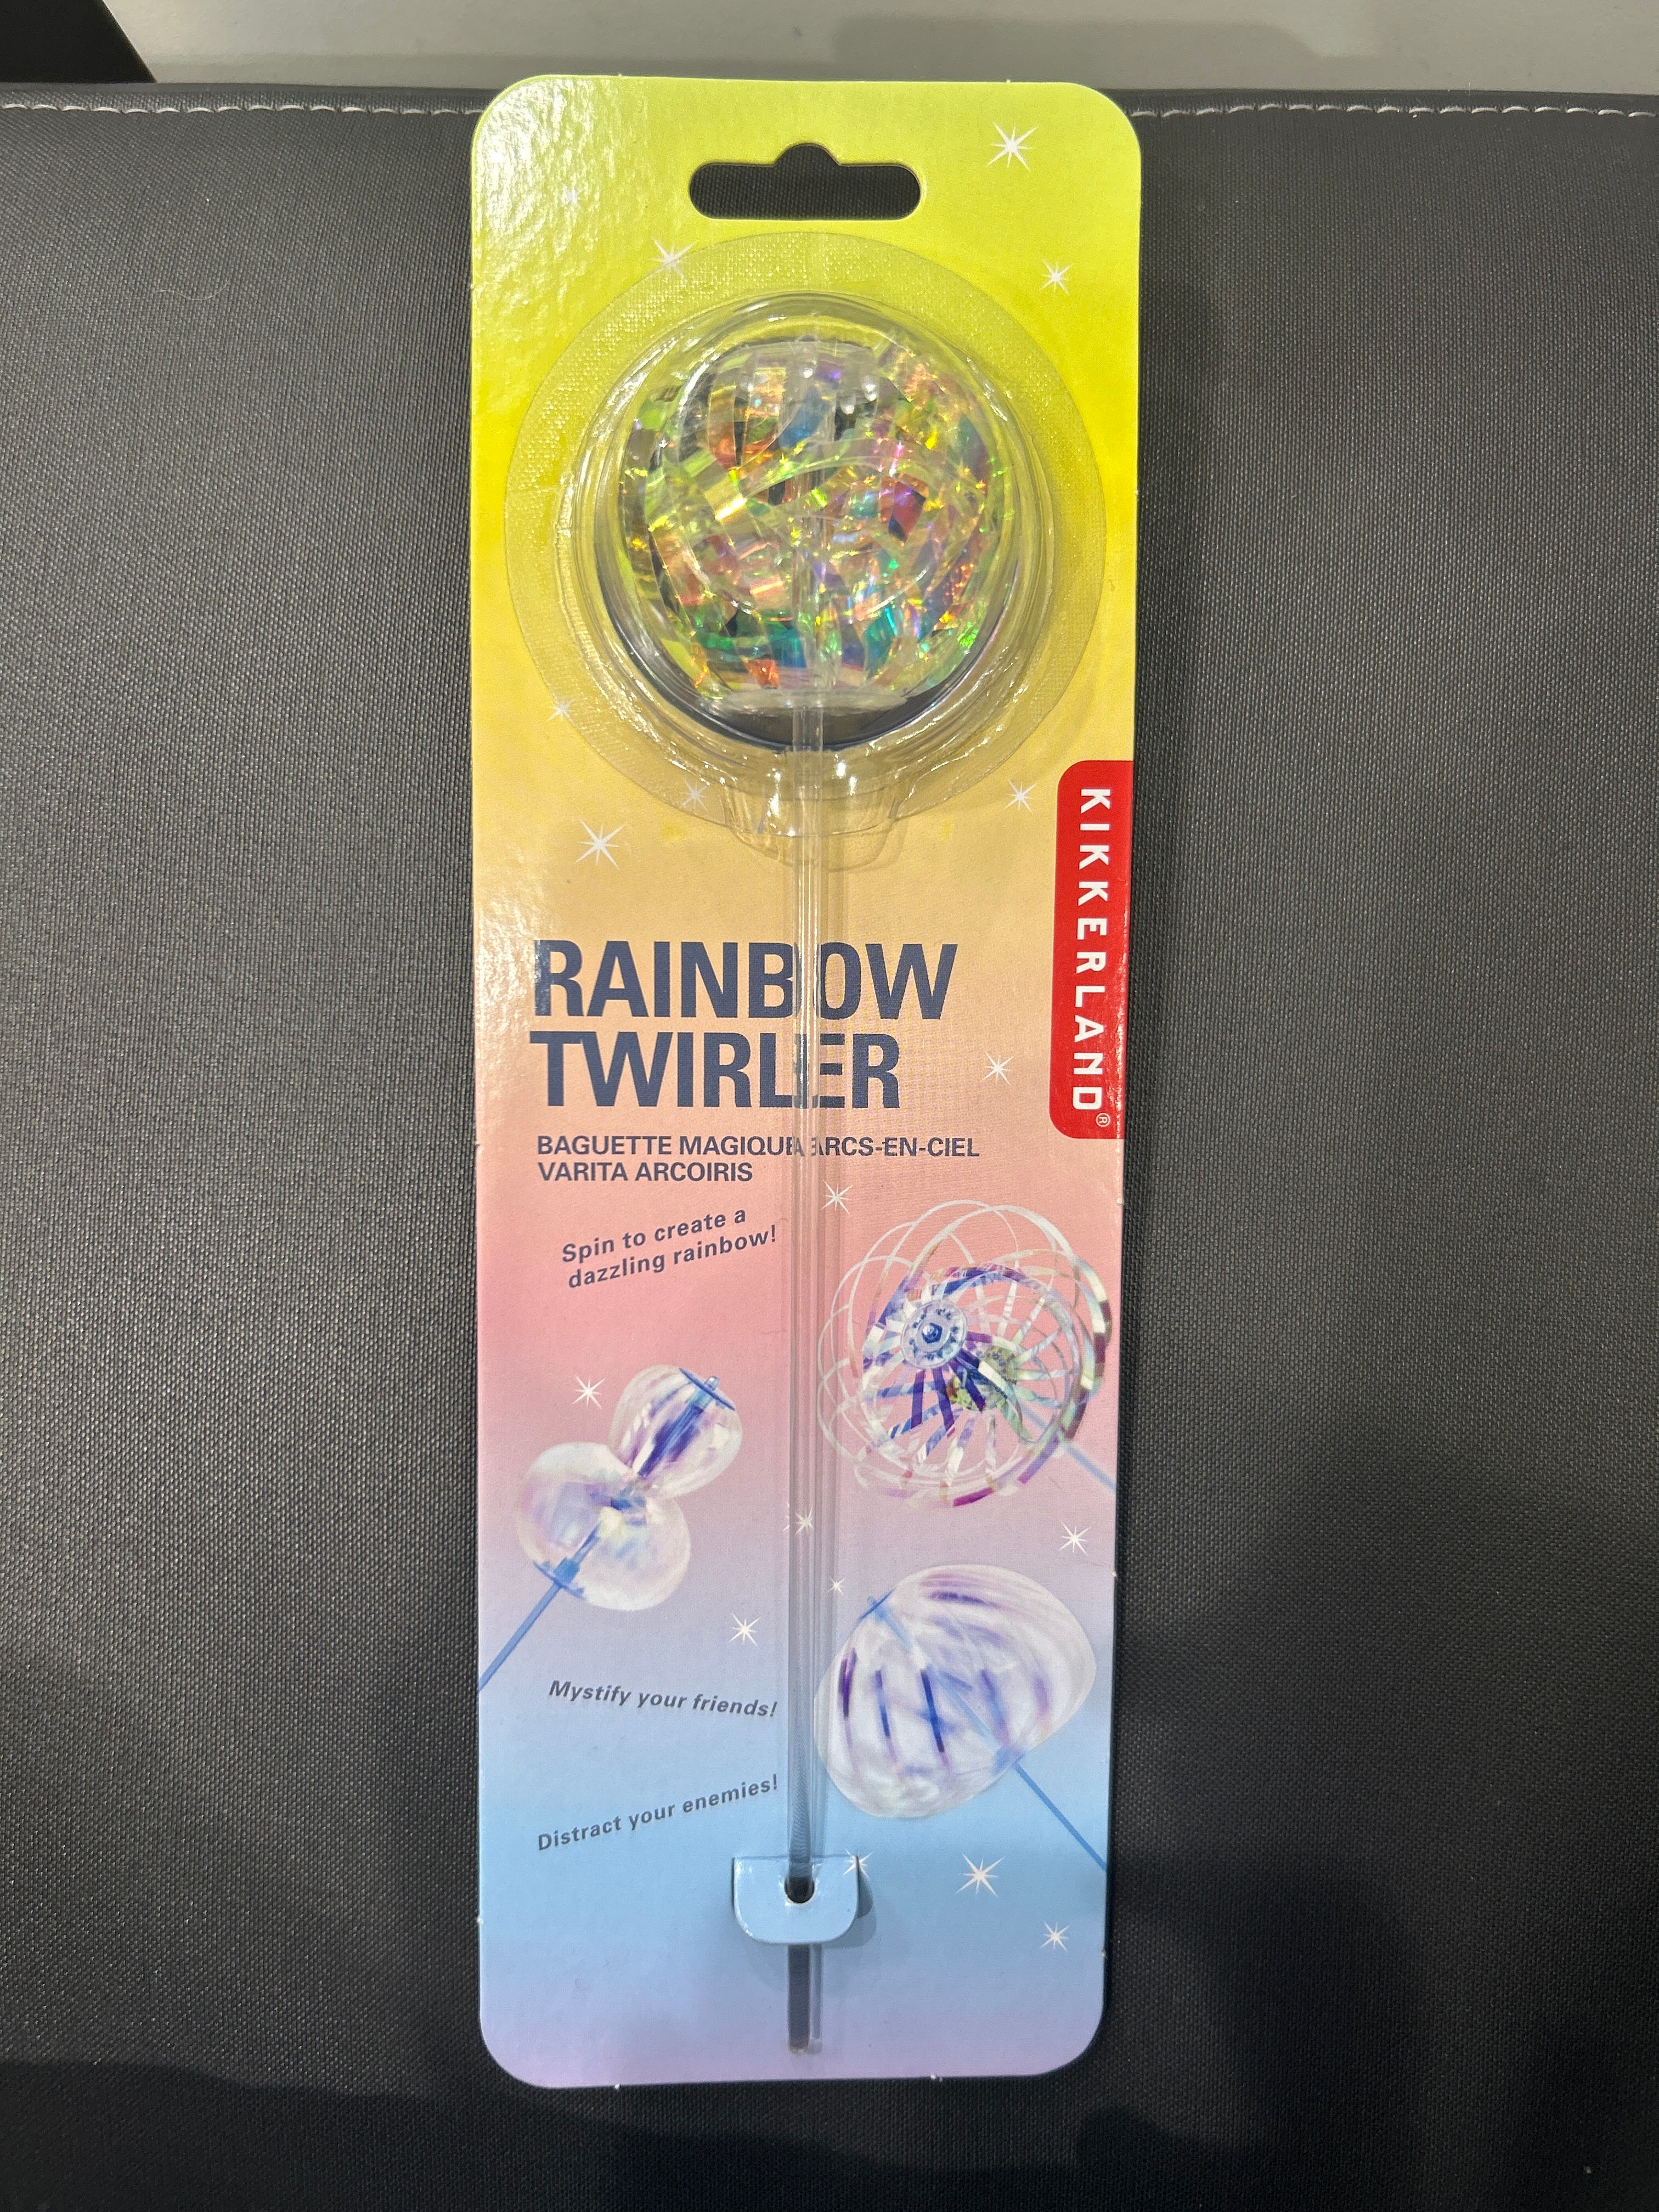 KIKKERLAND®
RAINBOW
TWIRLER
BAGUETTE MAGIQUE ARCS-EN-CIEL
VARITA ARCOIRIS
Spin to create a
dazzling rainbow!
Mystify your friends!
Distract your enemies!